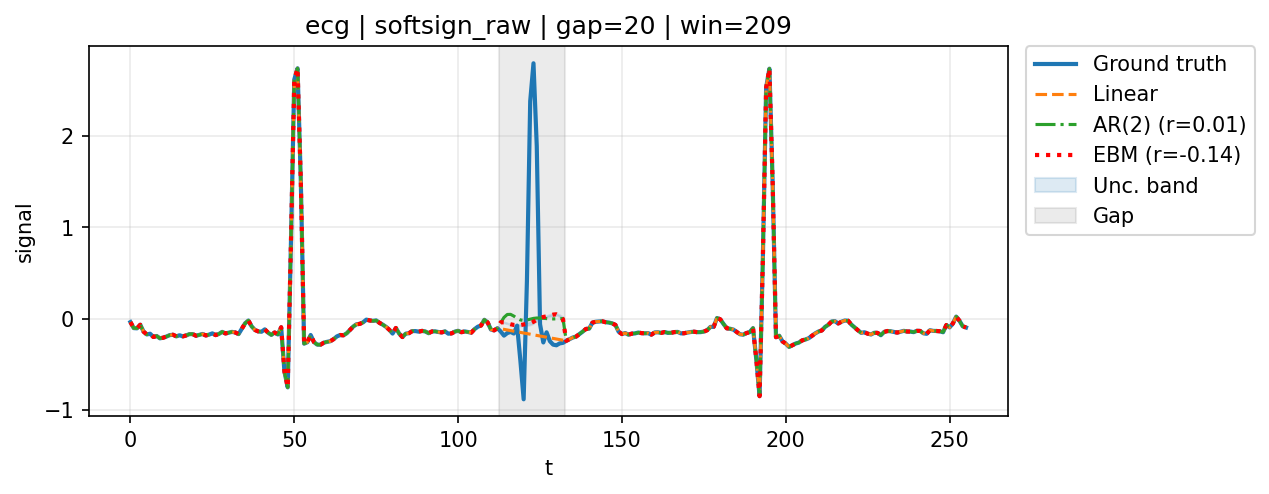 ecg | softsign_raw | gap=20 | win=209
Ground truth
Linear
AR(2) (r=0.01)
EBM (r=-0.14)
Unc. band
Gap
signal
2
1
0
−1
0 50 100 150 200 250
t